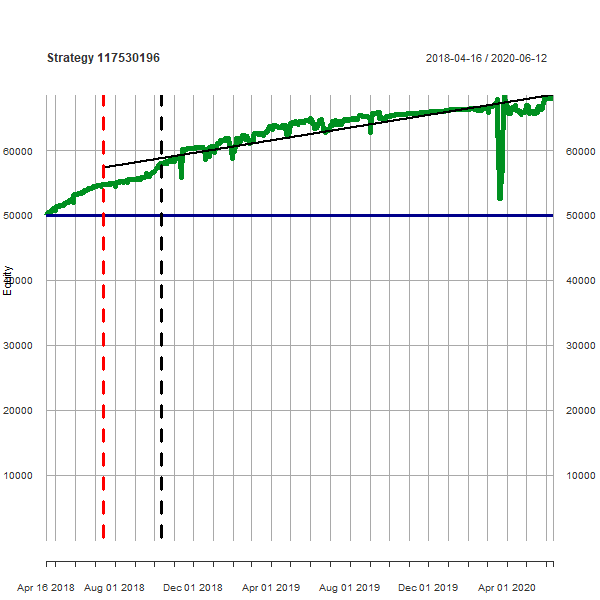 Strategy 117530196 2018-04-16 / 2020-06-12
60000 60000
50000 50000
Equity
40000 40000
30000 30000
20000 20000
10000 10000
Apr 16 2018 Aug 01 2018 Dec 01 2018 Apr 01 2019 Aug 01 2019 Dec 01 2019 Apr 01 2020